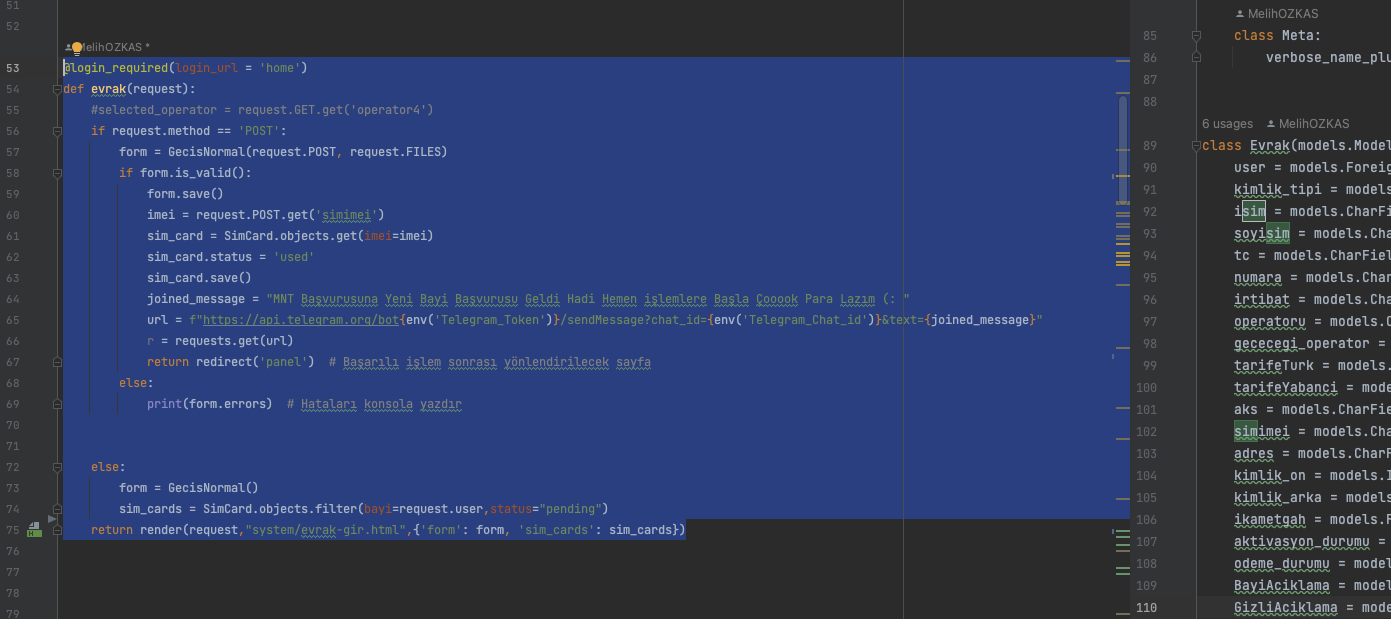 51
52
MelihOZKAS *
53 @login_required(login_url = 'home')
54 def evrak(request):
55 #selected_operator = request.GET.get('operator4')
56 if request.method == 'POST':
57 form = GecisNormal(request.POST, request.FILES)
58 if form.is_valid():
59 form.save()
60 imei = request.POST.get('simimei')
61 sim_card = SimCard.objects.get(imei=imei)
62 sim_card.status = 'used'
63 sim_card.save()
64 joined_message = "MNT Başvurusuna Yeni Bayi Başvurusu Geldi Hadi Hemen işlemlere Başla Çooook Para Lazım (: "
65 url = f"https://api.telegram.org/bot{env('Telegram_Token')}/sendMessage?chat_id={env('Telegram_Chat_id')}&text={joined_message}"
66 r = requests.get(url)
67 return redirect('panel')  # Başarılı işlem sonrası yönlendirilecek sayfa
68 else:
69 print(form.errors)  # Hataları konsola yazdır
70
71
72 else:
73 form = GecisNormal()
74 sim_cards = SimCard.objects.filter(bayi=request.user,status="pending")
75 return render(request,"system/evrak-gir.html",{'form': form, 'sim_cards': sim_cards})
76
77
78
79
MelihOZKAS
85 class Meta:
86 verbose_name_plu
87
88
6 usages MelihOZKAS
89 class Evrak(models.Model
90 user = models.Foreig
91 kimlik_tipi = models
92 isim = models.CharFi
93 soyisim = models.Cha
94 tc = models.CharFiel
95 numara = models.Char
96 irtibat = models.Cha
97 operatoru = models.C
98 gececegi_operator =
99 tarifeTurk = models.
100 tarifeYabanci = mode
101 aks = models.CharFie
102 simimei = models.Cha
103 adres = models.CharF
104 kimlik_on = models.I
105 kimlik_arka = models
106 ikametgah = models.F
107 aktivasyon_durumu =
108 odeme_durumu = model
109 BayiAciklama = model
110 GizliAciklama = mode